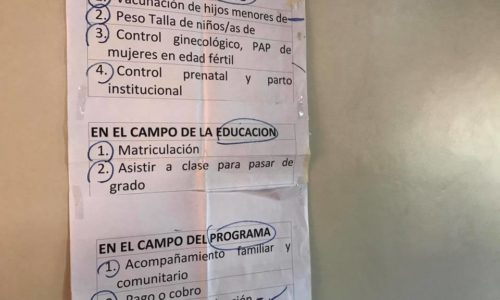 1. Vacunación de hijos menores de
2. Peso Talla de niños/as de
3. Control ginecológico, PAP de
mujeres en edad fértil
4. Control prenatal y parto
institucional
EN EL CAMPO DE LA EDUCACION
1. Matriculación
2. Asistir a clase para pasar de
grado
EN EL CAMPO DEL PROGRAMA
1. Acompañamiento familiar y
comunitario
2. Pago o cobro